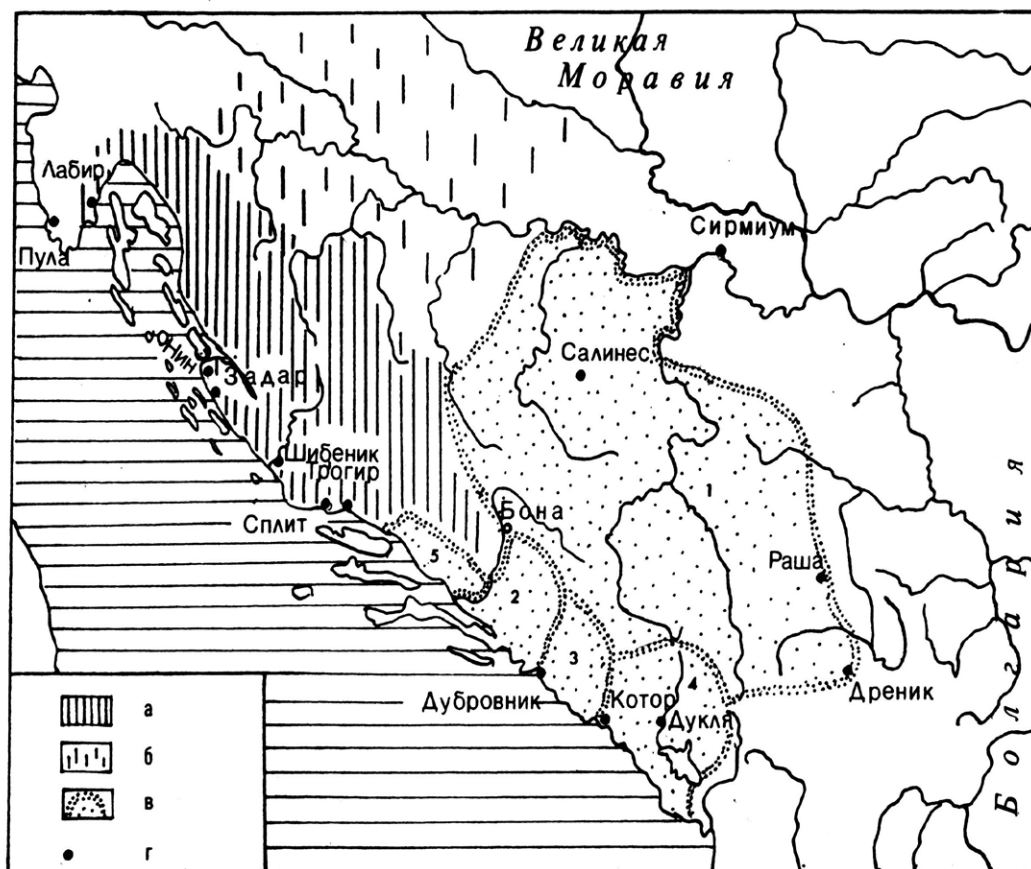 Великая
Моравия
Лабир
Пула
Сирмиум
Нин
Задар
Салинес
Шибеник
Трогир
Сплит
Бона
1
5
2
Раша
3
4
Дубровник
Котор
Дукля
Дреник
Болгария
а
б
в
г